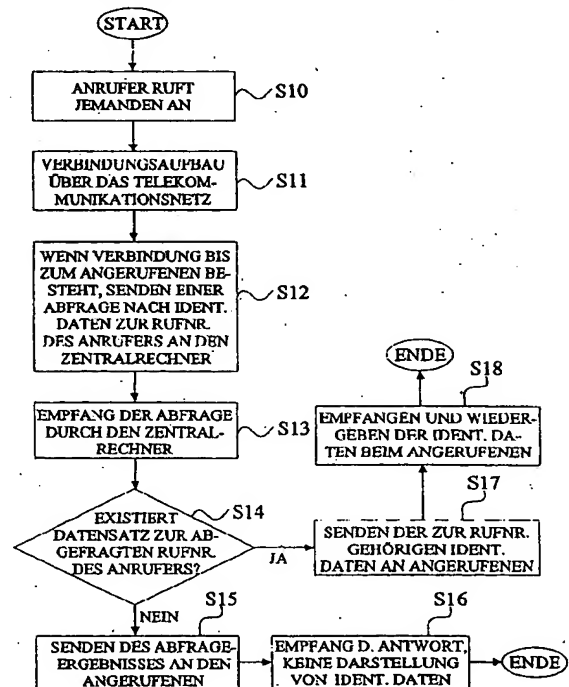 START
ANRUFER RUFT
JEMANDEN AN
S10
VERBINDUNGSAUFBAU
ÜBER DAS TELEKOM-
MUNIKATIONSNETZ
S11
WENN VERBINDUNG BIS
ZUM ANGERUFENEN BE-
STEHT, SENDEN EINER
ABFRAGE NACH IDENT.
DATEN ZUR RUFNR.
DES ANRUFERS AN DEN
ZENTRALRECHNER
S12
EMPFANG DER ABFRAGE
DURCH DEN ZENTRAL-
RECHNER
S13
EXISTIERT
DATENSATZ ZUR AB-
GEFRAGTEN RUFNR.
DES ANRUFERS?
S14
JA
NEIN
SENDEN DER ZUR RUFNR.
GEHÖRIGEN IDENT.
DATEN AN ANGERUFENEN
S17
EMPFANGEN UND WIEDER-
GEBEN DER IDENT. DA-
TEN BEIM ANGERUFENEN
S18
ENDE
S15
SENDEN DES ABFRAGE-
ERGEBNISSES AN DEN
ANGERUFENEN
S16
EMPFANG D. ANTWORT,
KEINE DARSTELLUNG
VON IDENT. DATEN
ENDE